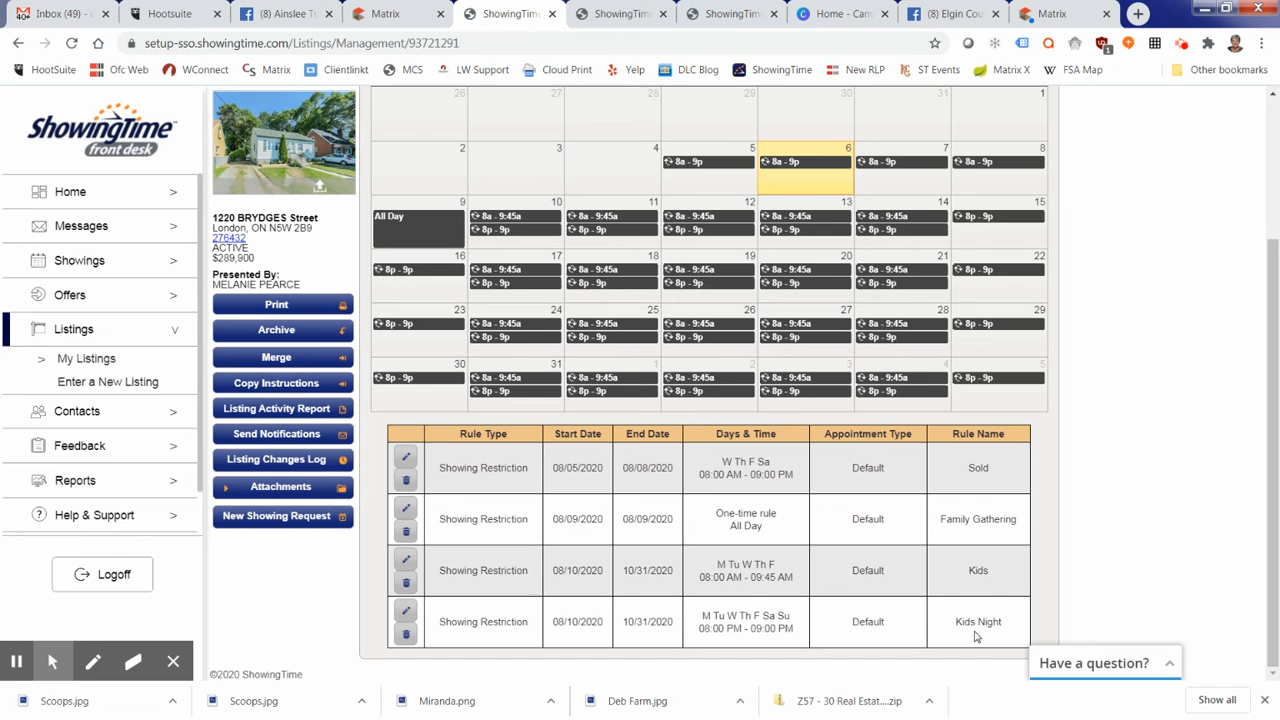 Inbox (49) - c
Hootsuite
(8) Ainslee Tr
Matrix
ShowingTime
ShowingTime
ShowingTime
Home - Canv
(8) Elgin Cou
Matrix
setup-sso.showingtime.com/Listings/Management/93721291
HootSuite
Ofc Web
WConnect
Matrix
Clientlinkt
MCS
LW Support
Cloud Print
Yelp
DLC Blog
ShowingTime
New RLP
ST Events
Matrix X
FSA Map
Other bookmarks
ShowingTime
front desk
Home >
Messages >
Showings >
Offers >
Listings v
> My Listings
Enter a New Listing
Contacts >
Feedback >
Reports >
Help & Support >
Logoff
1220 BRYDGES Street
London, ON N5W 2B9
276432
ACTIVE
$289,900
Presented By:
MELANIE PEARCE
Print
Archive
Merge
Copy Instructions
Listing Activity Report
Send Notifications
Listing Changes Log
Attachments
New Showing Request
26 27 28 29 30 31 1
2 3 4 5 6 7 8
8a - 9p 8a - 9p 8a - 9p 8a - 9p
9 10 11 12 13 14 15
All Day 8a - 9:45a 8a - 9:45a 8a - 9:45a 8a - 9:45a 8a - 9:45a 8p - 9p
8p - 9p 8p - 9p 8p - 9p 8p - 9p 8p - 9p
16 17 18 19 20 21 22
8p - 9p 8a - 9:45a 8a - 9:45a 8a - 9:45a 8a - 9:45a 8a - 9:45a 8p - 9p
8p - 9p 8p - 9p 8p - 9p 8p - 9p 8p - 9p
23 24 25 26 27 28 29
8p - 9p 8a - 9:45a 8a - 9:45a 8a - 9:45a 8a - 9:45a 8a - 9:45a 8p - 9p
8p - 9p 8p - 9p 8p - 9p 8p - 9p 8p - 9p
30 31 1 2 3 4 5
8p - 9p 8a - 9:45a 8a - 9:45a 8a - 9:45a 8a - 9:45a 8a - 9:45a 8p - 9p
8p - 9p 8p - 9p 8p - 9p 8p - 9p 8p - 9p
Rule Type Start Date End Date Days & Time Appointment Type Rule Name
Showing Restriction 08/05/2020 08/08/2020 W Th F Sa
08:00 AM - 09:00 PM Default Sold
Showing Restriction 08/09/2020 08/09/2020 One-time rule
All Day Default Family Gathering
Showing Restriction 08/10/2020 10/31/2020 M Tu W Th F
08:00 AM - 09:45 AM Default Kids
Showing Restriction 08/10/2020 10/31/2020 M Tu W Th F Sa Su
08:00 PM - 09:00 PM Default Kids Night
Have a question?
©2020 ShowingTime
Scoops.jpg
Scoops.jpg
Miranda.png
Deb Farm.jpg
Z57 - 30 Real Estat....zip
Show all